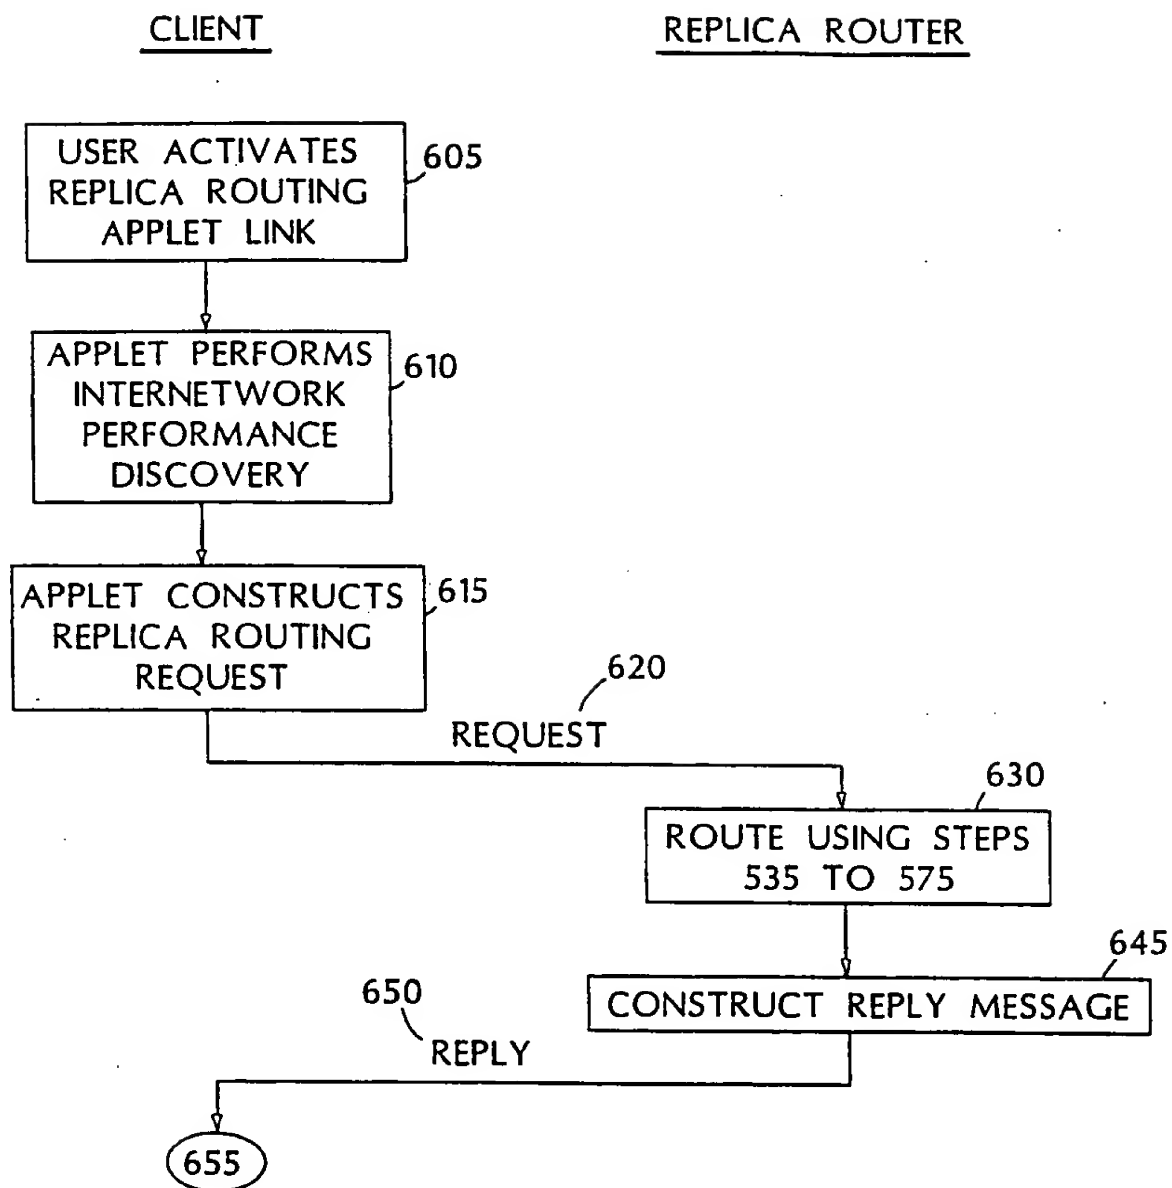 CLIENT
REPLICA ROUTER
USER ACTIVATES
REPLICA ROUTING
APPLET LINK
605
APPLET PERFORMS
INTERNETWORK
PERFORMANCE
DISCOVERY
610
APPLET CONSTRUCTS
REPLICA ROUTING
REQUEST
615
620
REQUEST
630
ROUTE USING STEPS
535 TO 575
645
CONSTRUCT REPLY MESSAGE
650
REPLY
655